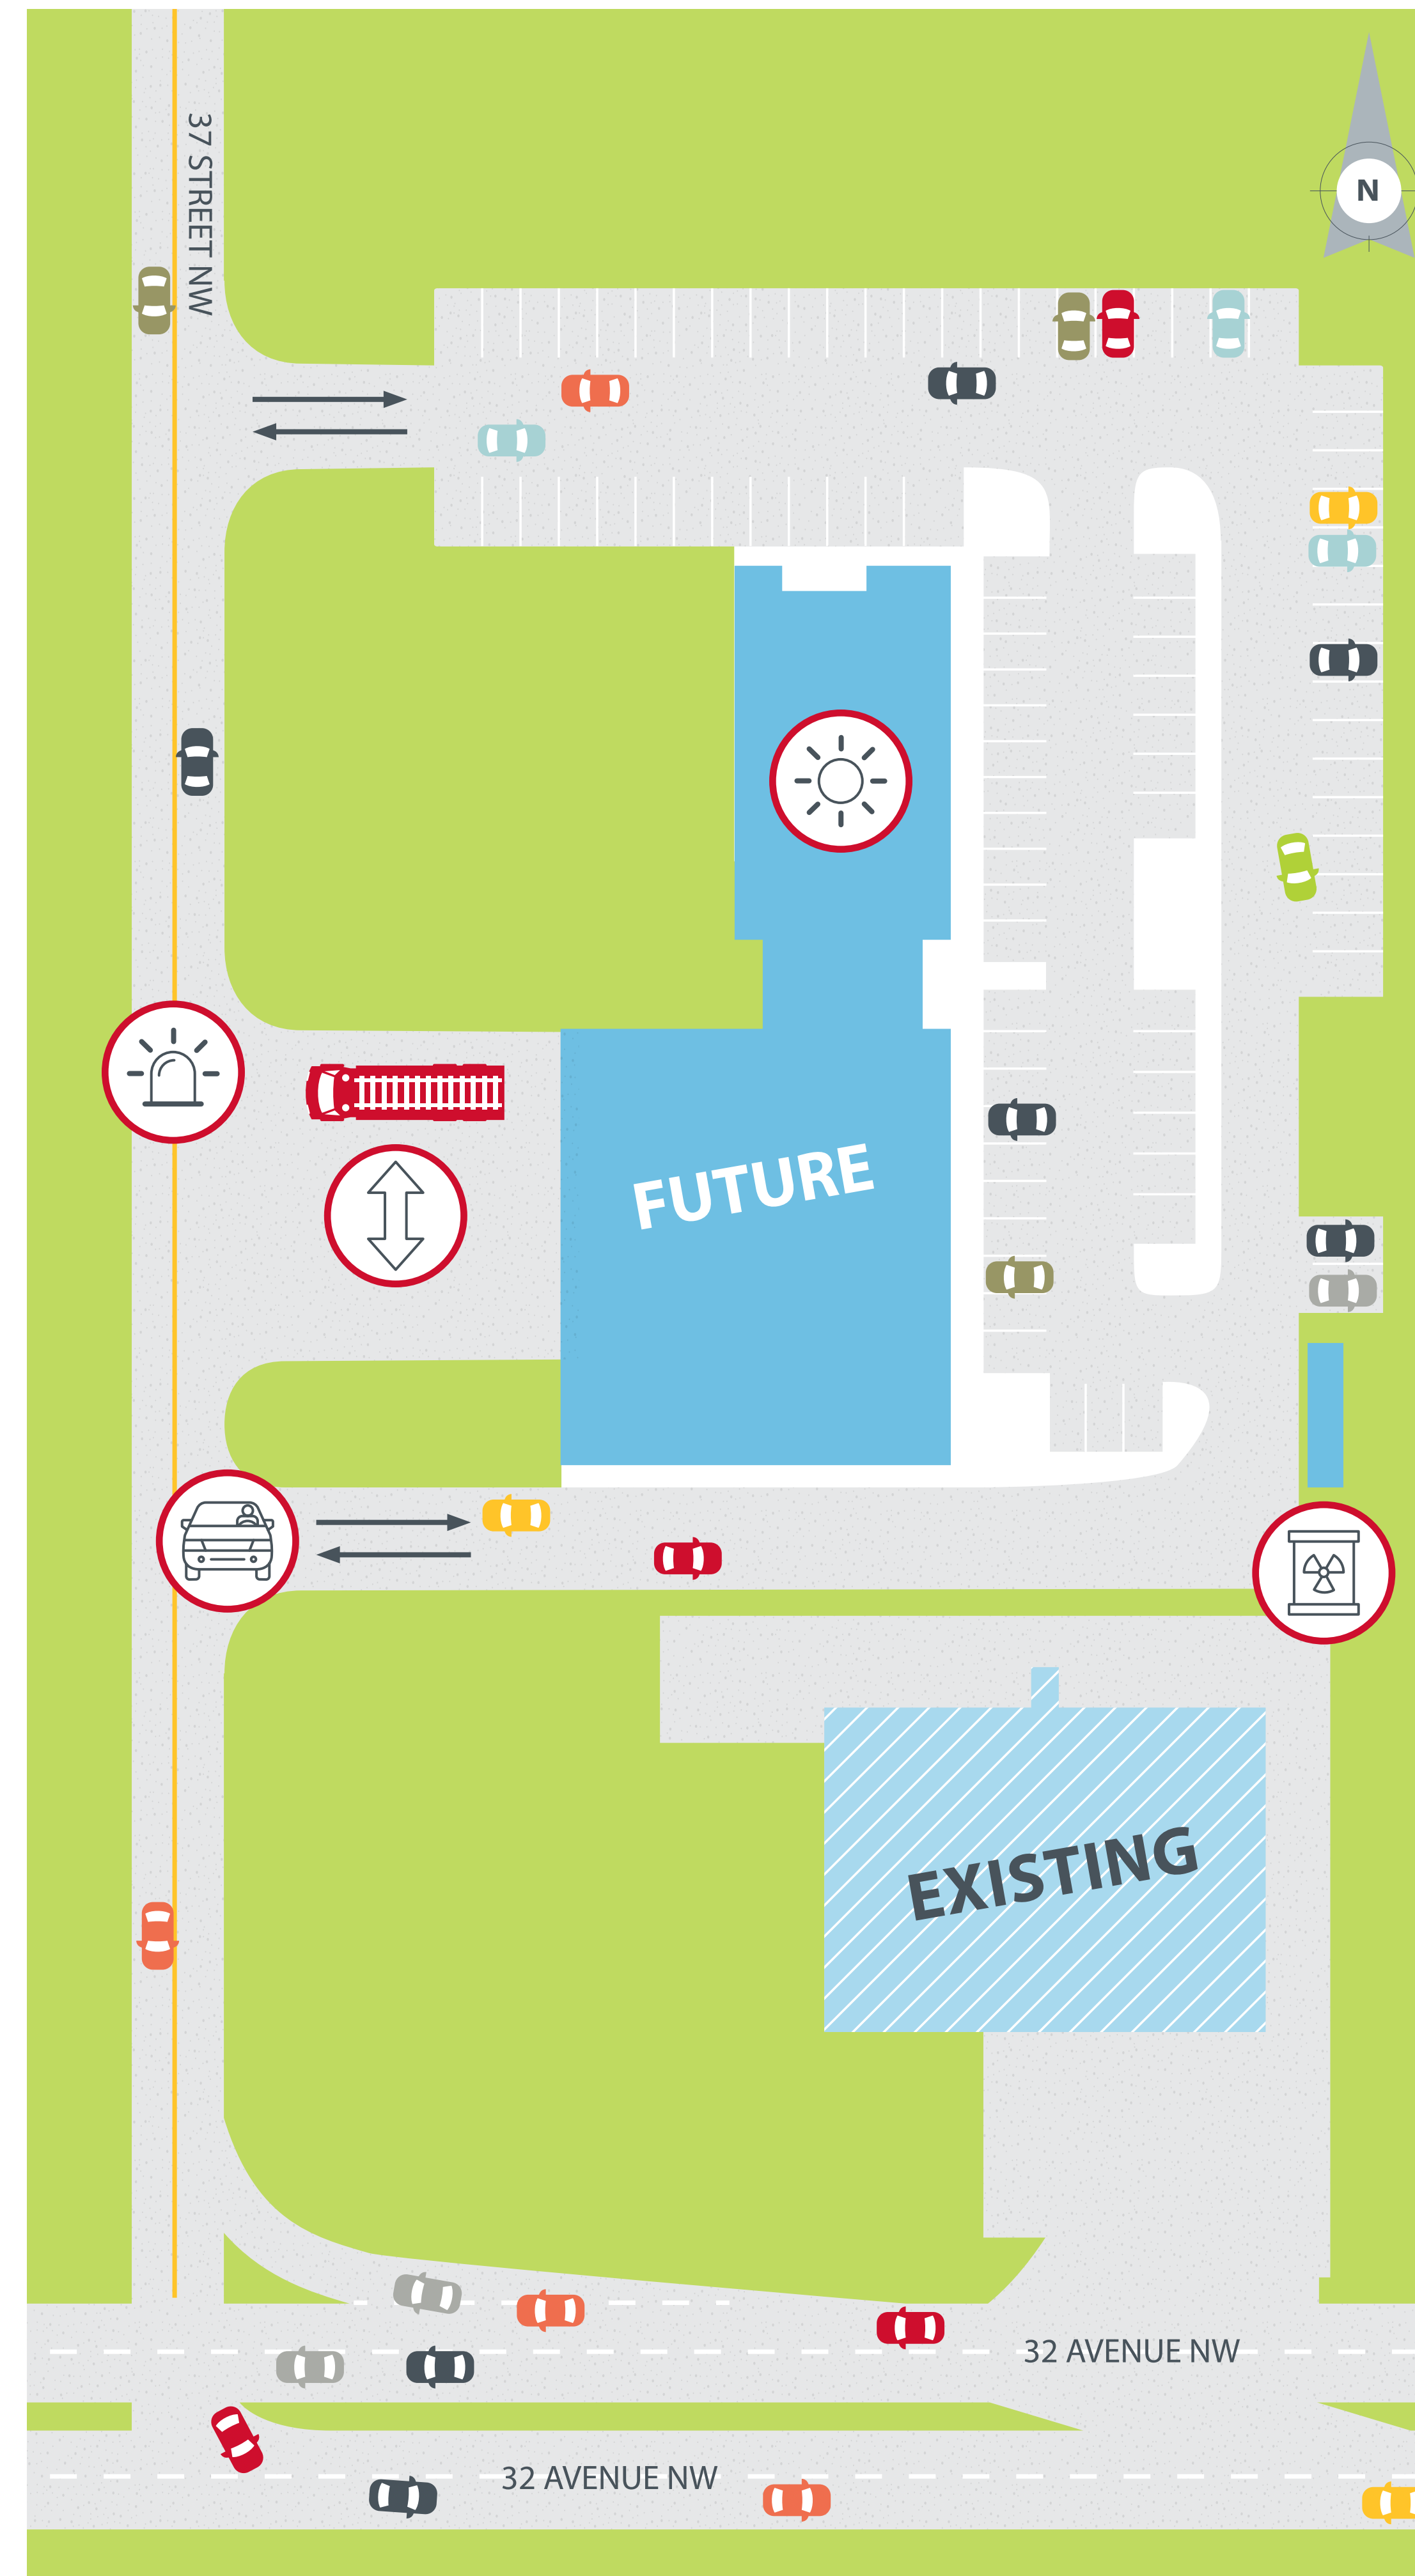 37 STREET NW
N
FUTURE
EXISTING
32 AVENUE NW
32 AVENUE NW